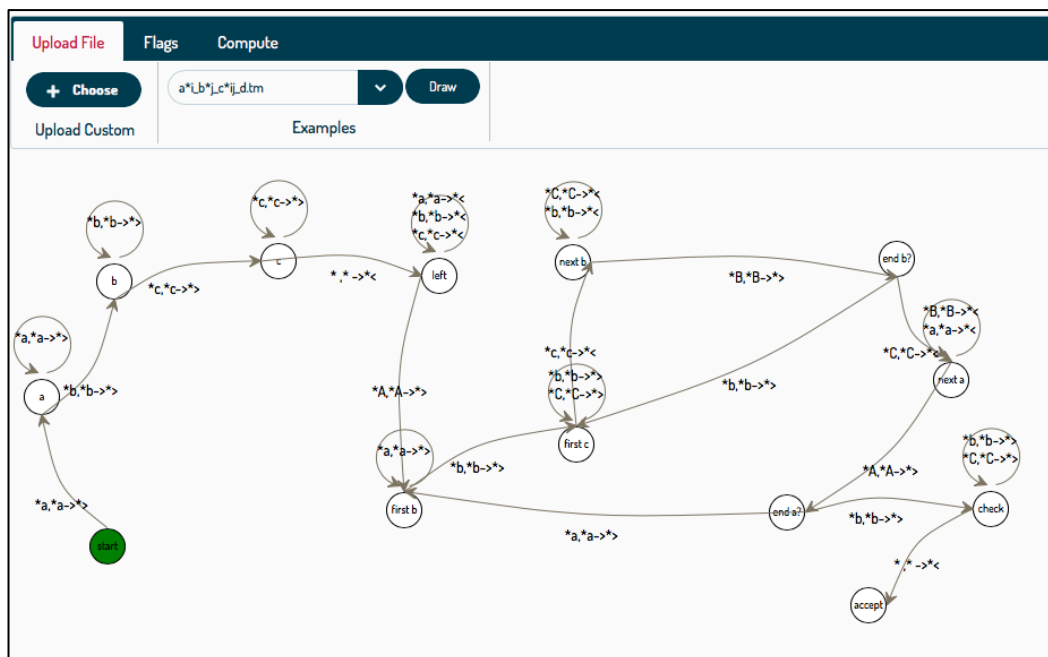 Upload File Flags Compute
+ Choose
Upload Custom
a*i_b*j_c*ij_d.tm
Draw
Examples
*b,*b->*>
b
*c,*c->*>
c
*c,*c->*>
*a,*a->*<
*b,*b->*<
*c,*c->*<
left
*,* ->*<
*C,*C->*<
*b,*b->*<
next b
*B,*B->*>
end b?
*B,*B->*<
*a,*a->*<
*C,*C->*<
next a
*a,*a->*>
a
*b,*b->*>
*A,*A->*>
*c,*c->*<
*b,*b->*>
*C,*C->*>
first c
*b,*b->*>
*a,*a->*>
first b
*b,*b->*>
*A,*A->*>
*b,*b->*>
*C,*C->*>
check
end a?
*b,*b->*>
*a,*a->*>
*a,*a->*>
start
*,* ->*<
accept